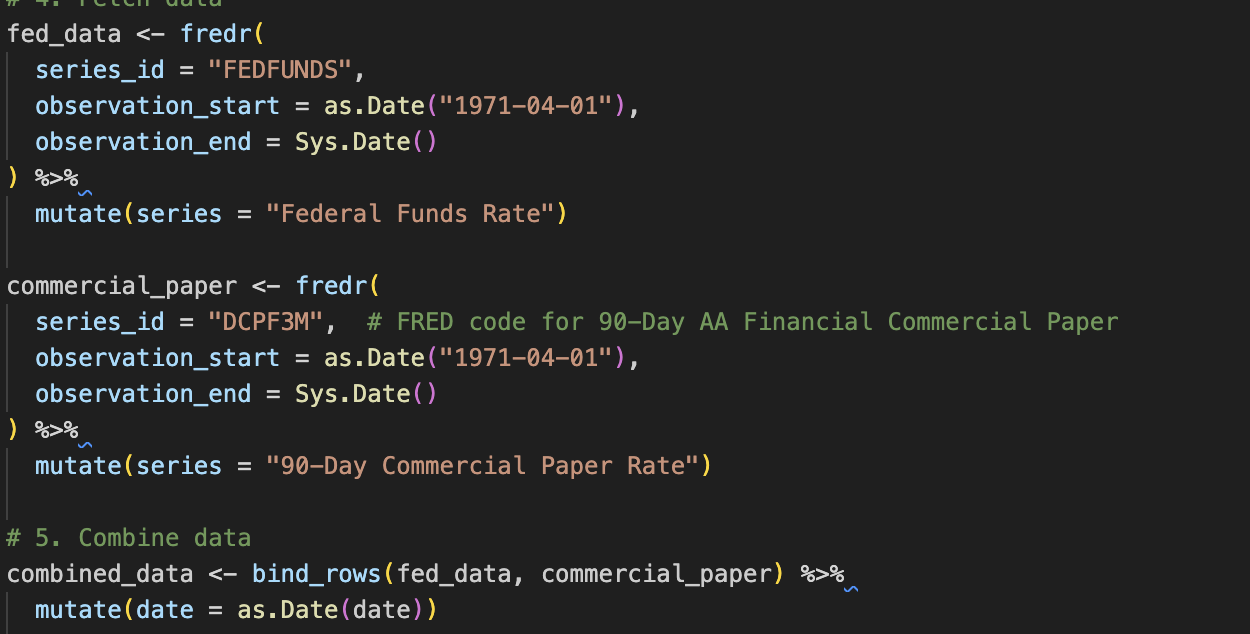 # 4. Fetch data
fed_data <- fredr(
  series_id = "FEDFUNDS",
  observation_start = as.Date("1971-04-01"),
  observation_end = Sys.Date()
) %>%
  mutate(series = "Federal Funds Rate")

commercial_paper <- fredr(
  series_id = "DCPF3M",  # FRED code for 90-Day AA Financial Commercial Paper
  observation_start = as.Date("1971-04-01"),
  observation_end = Sys.Date()
) %>%
  mutate(series = "90-Day Commercial Paper Rate")

# 5. Combine data
combined_data <- bind_rows(fed_data, commercial_paper) %>%
  mutate(date = as.Date(date))